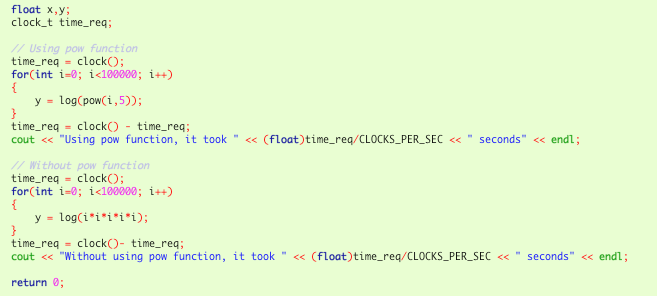 float x,y;
clock_t time_req;
// Using pow function
time_req = clock();
for(int i=0; i<100000; i++)
{
y = log(pow(i,5));
}
time_req = clock() - time_req;
cout << "Using pow function, it took " << (float)time_req/CLOCKS_PER_SEC << " seconds" << endl;
// Without pow function
time_req = clock();
for(int i=0; i<100000; i++)
{
y = log(i*i*i*i*i);
}
time_req = clock()- time_req;
cout << "Without using pow function, it took " << (float)time_req/CLOCKS_PER_SEC << " seconds" << endl;
return 0;